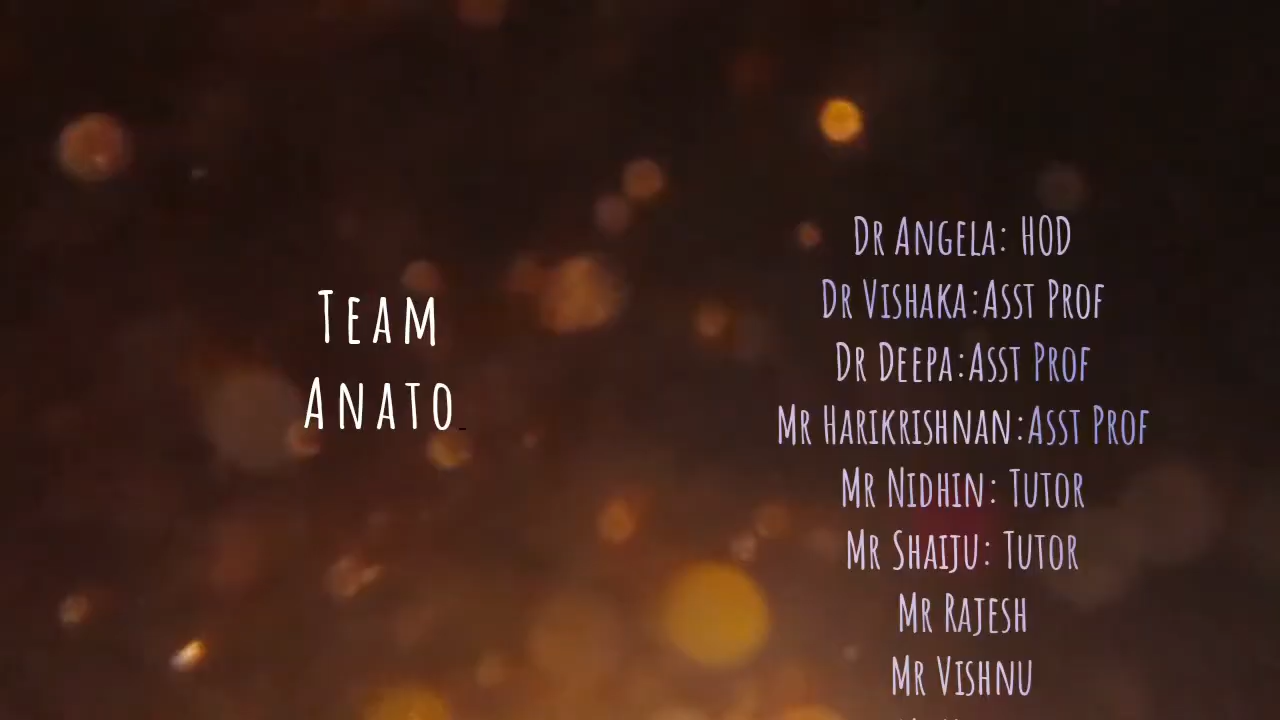 Team
Anato_
Dr Angela: HOD
Dr Vishaka:Asst Prof
Dr Deepa:Asst Prof
Mr Harikrishnan:Asst Prof
Mr Nidhin: Tutor
Mr Shaiju: Tutor
Mr Rajesh
Mr Vishnu